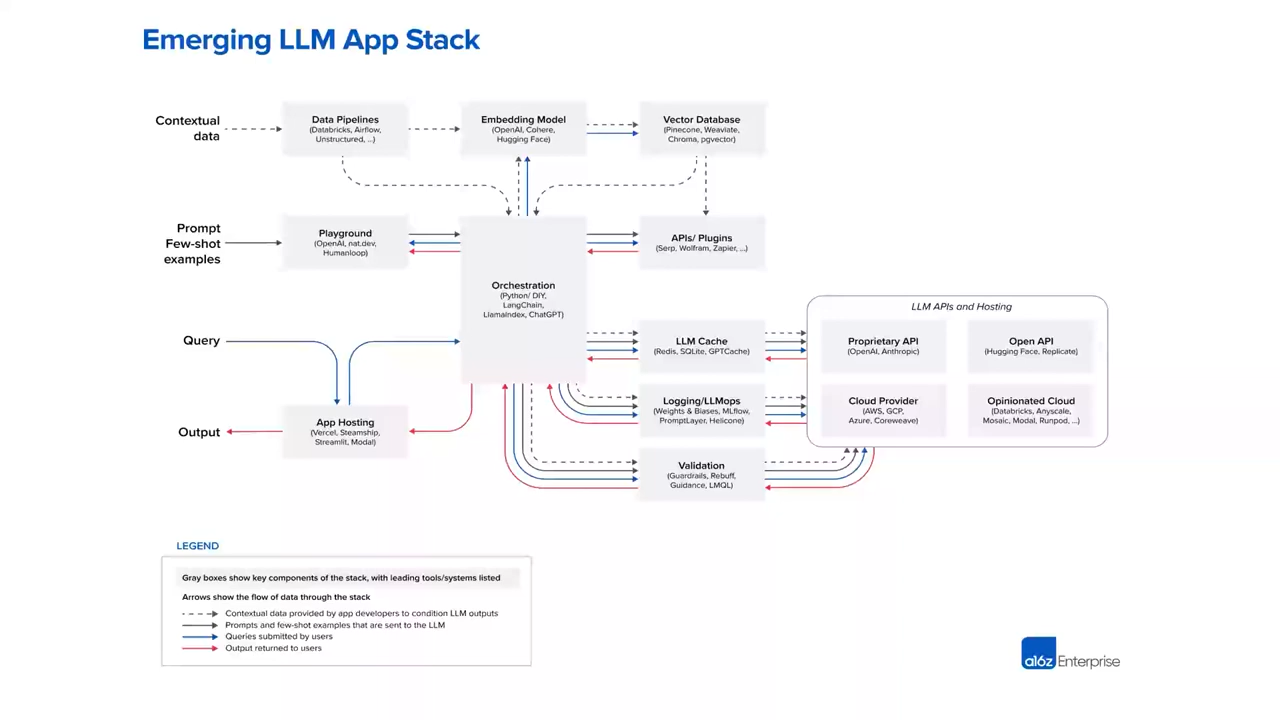 Emerging LLM App Stack
Contextual
data
Data Pipelines
(Databricks, Airflow,
Unstructured, ...)
Embedding Model
(OpenAI, Cohere,
Hugging Face)
Vector Database
(Pinecone, Weaviate,
Chroma, pgvector)
Prompt
Few-shot
examples
Playground
(OpenAI, nat.dev,
Humanloop)
Orchestration
(Python/ DIY,
LangChain,
LlamaIndex, ChatGPT)
APIs/ Plugins
(Serp, Wolfram, Zapier, ...)
Query
LLM Cache
(Redis, SQLite, GPTCache)
LLM APIs and Hosting
Proprietary API
(OpenAI, Anthropic)
Open API
(Hugging Face, Replicate)
Logging/LLMops
(Weights & Biases, MLflow,
PromptLayer, Helicone)
Cloud Provider
(AWS, GCP,
Azure, Coreweave)
Opinionated Cloud
(Databricks, Anyscale,
Mosaic, Modal, Runpod, ...)
Output
App Hosting
(Vercel, Steamship,
Streamlit, Modal)
Validation
(Guardrails, Rebuff,
Guidance, LMQL)
LEGEND
Gray boxes show key components of the stack, with leading tools/systems listed
Arrows show the flow of data through the stack
Contextual data provided by app developers to condition LLM outputs
Prompts and few-shot examples that are sent to the LLM
Queries submitted by users
Output returned to users
a16z Enterprise